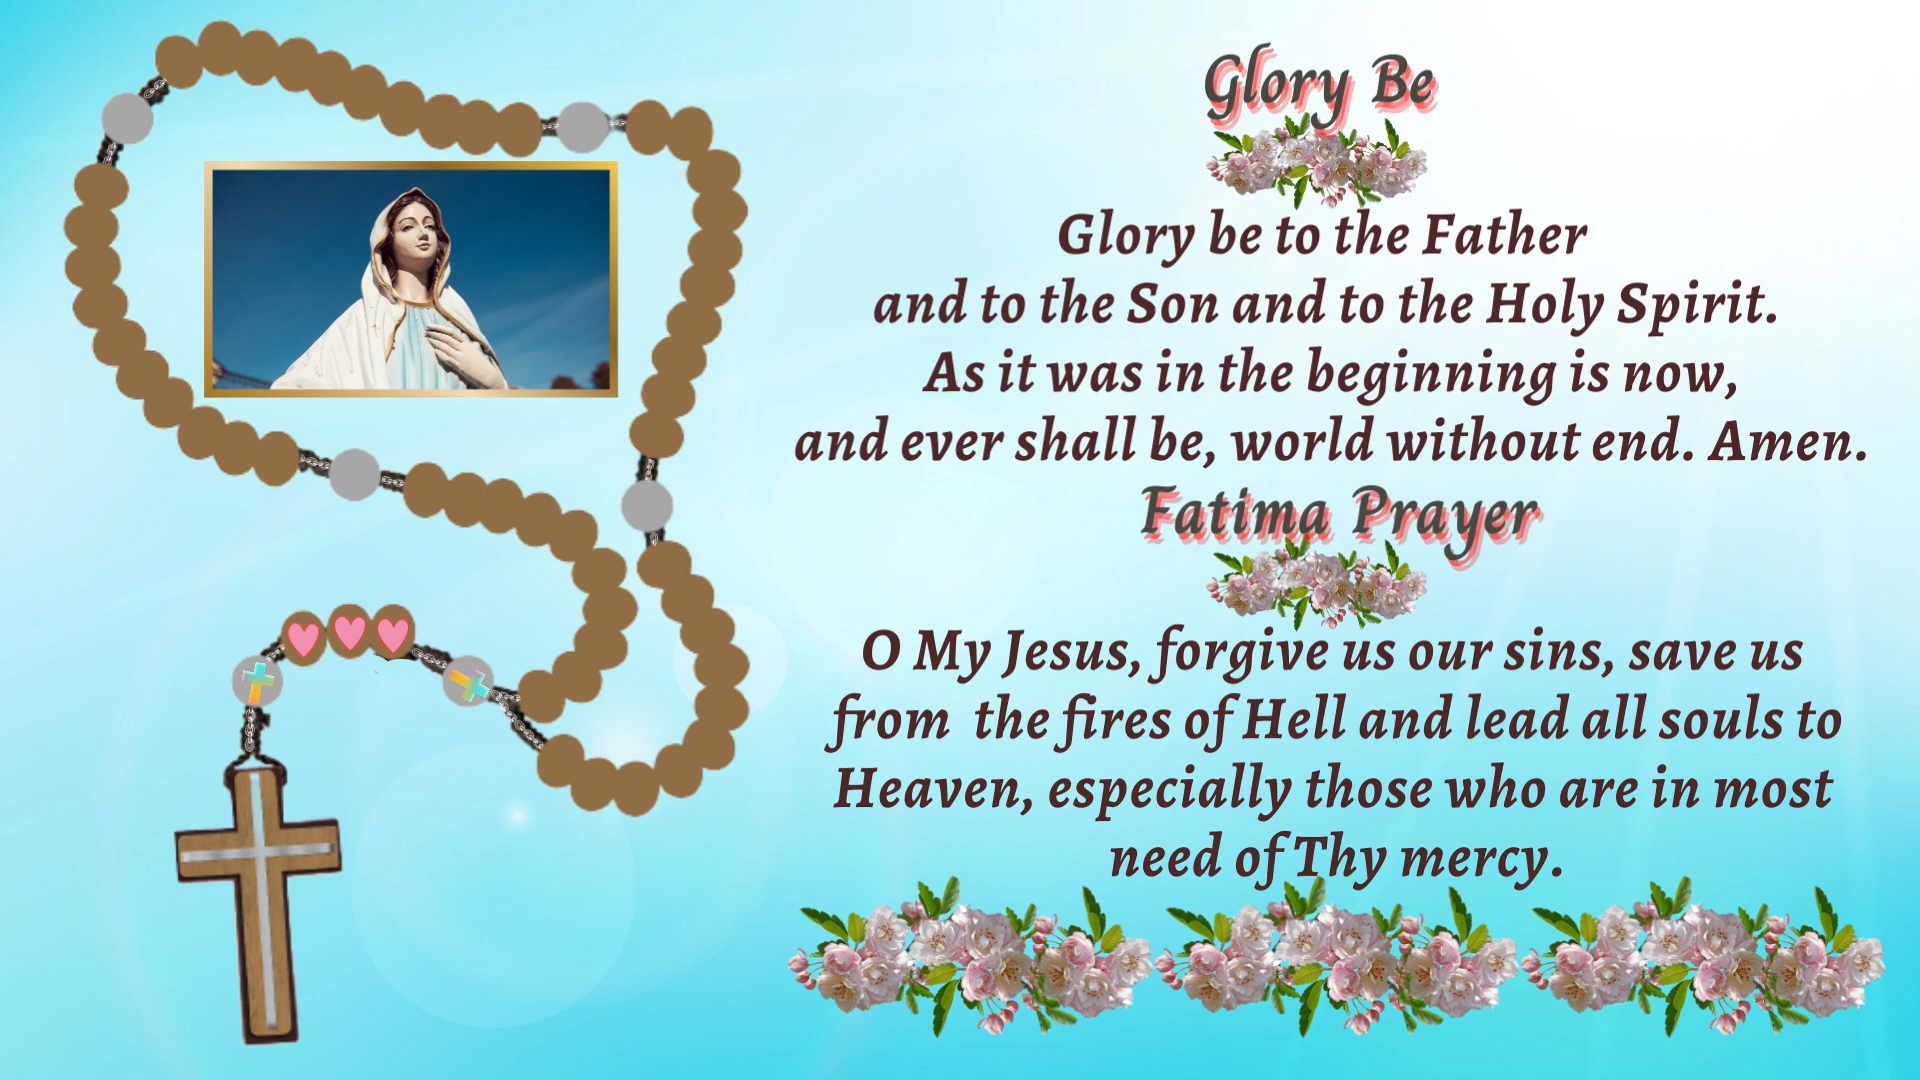 Glory Be
Glory be to the Father
and to the Son and to the Holy Spirit.
As it was in the beginning is now,
and ever shall be, world without end. Amen.
Fatima Prayer
O My Jesus, forgive us our sins, save us
from the fires of Hell and lead all souls to
Heaven, especially those who are in most
need of Thy mercy.